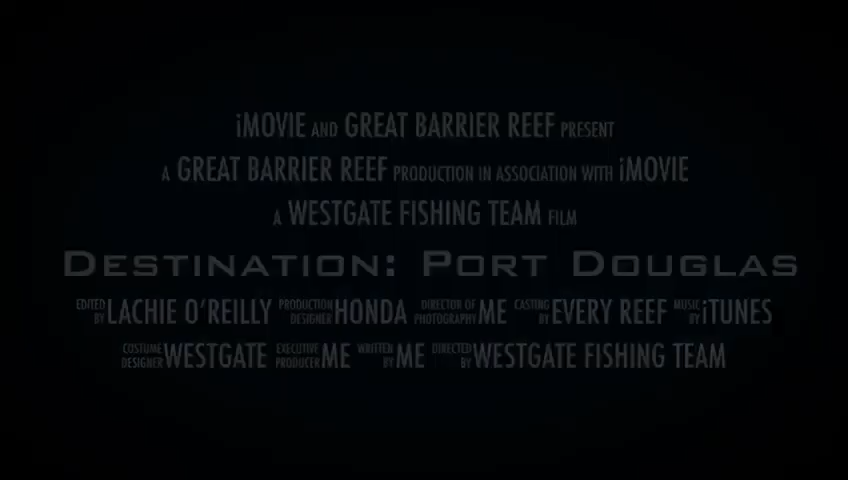 iMOVIE AND GREAT BARRIER REEF PRESENT
A GREAT BARRIER REEF PRODUCTION IN ASSOCIATION WITH iMOVIE
A WESTGATE FISHING TEAM FILM
DESTINATION: PORT DOUGLAS
EDITED BY LACHIE O'REILLY PRODUCTION DESIGNER HONDA DIRECTOR OF PHOTOGRAPHY ME CASTING BY EVERY REEF MUSIC BY iTUNES
COSTUME DESIGNER WESTGATE EXECUTIVE PRODUCER ME WRITTEN BY ME DIRECTED BY WESTGATE FISHING TEAM